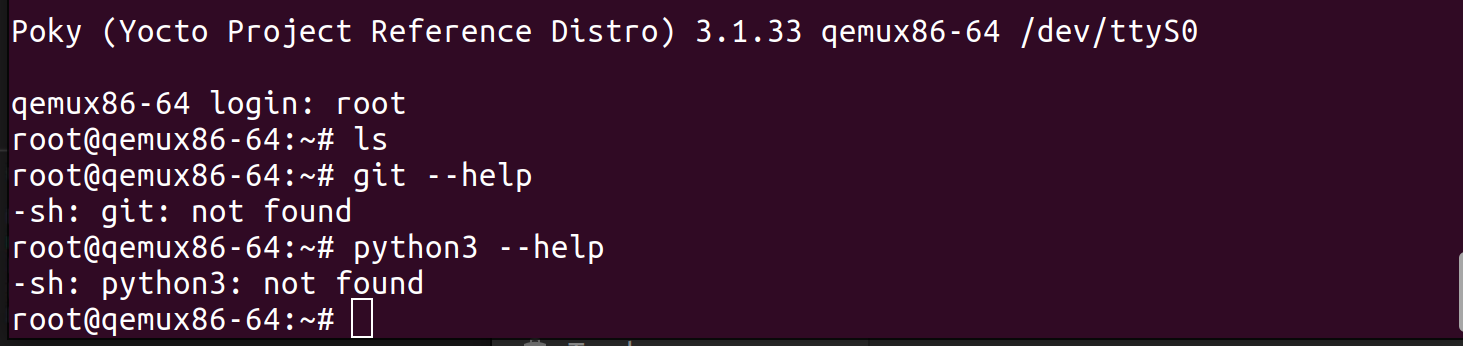 Poky (Yocto Project Reference Distro) 3.1.33 qemux86-64 /dev/ttyS0
qemux86-64 login: root
root@qemux86-64:~# ls
root@qemux86-64:~# git --help
-sh: git: not found
root@qemux86-64:~# python3 --help
-sh: python3: not found
root@qemux86-64:~#